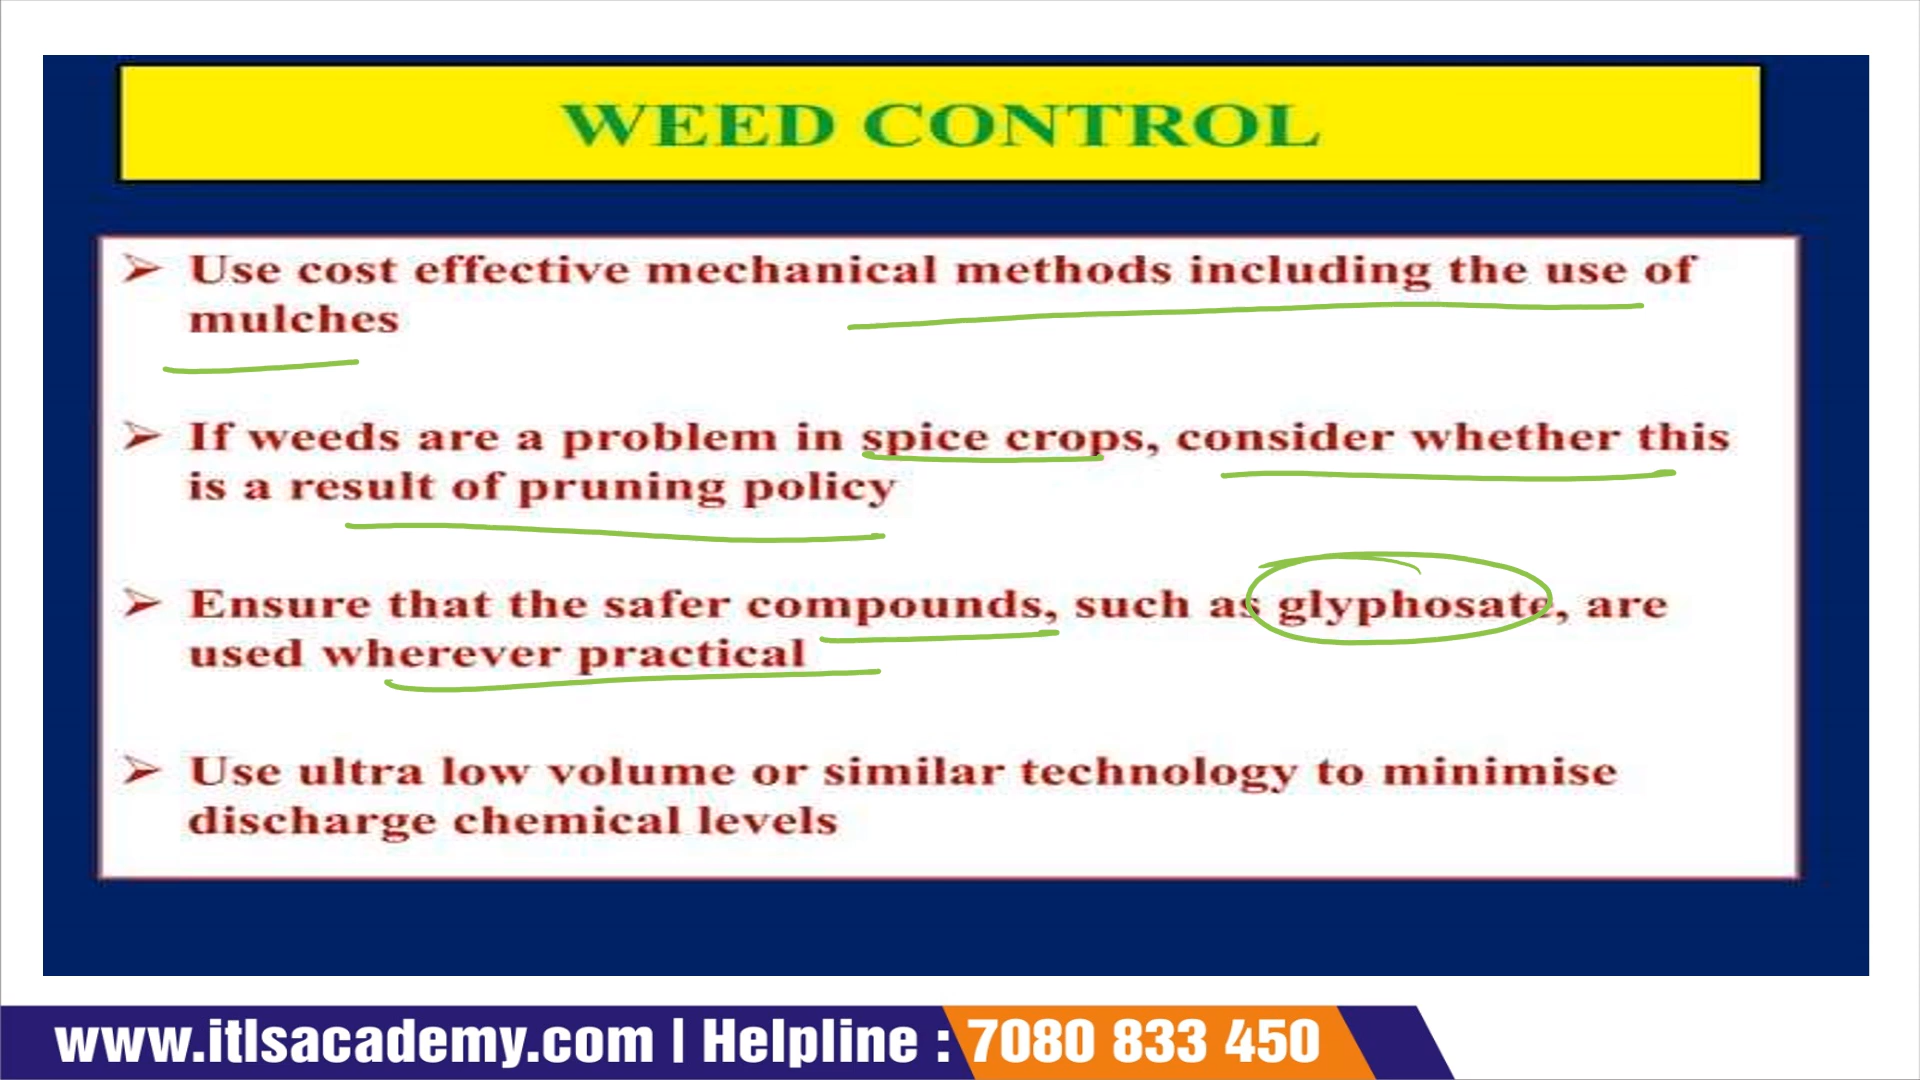 WEED CONTROL
➢ Use cost effective mechanical methods including the use of
mulches
➢ If weeds are a problem in spice crops, consider whether this
is a result of pruning policy
➢ Ensure that the safer compounds, such as glyphosate, are
used wherever practical
➢ Use ultra low volume or similar technology to minimise
discharge chemical levels
www.itlsacademy.com | Helpline : 7080 833 450